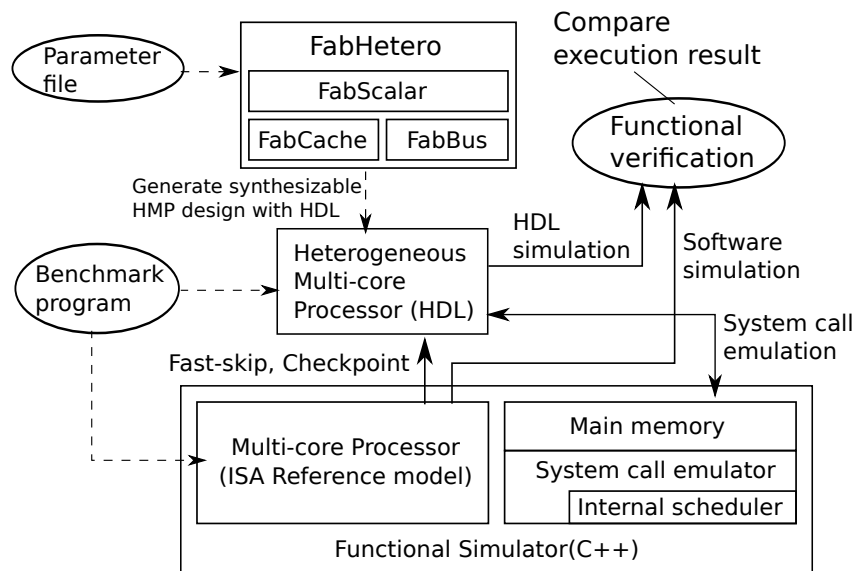 Compare
execution result
FabHetero
Parameter
file
FabScalar
FabCache
FabBus
Functional
verification
Generate synthesizable
HMP design with HDL
HDL
simulation
Software
simulation
Heterogeneous
Multi-core
Processor (HDL)
Benchmark
program
System call
emulation
Fast-skip, Checkpoint
Multi-core Processor
(ISA Reference model)
Main memory
System call emulator
Internal scheduler
Functional Simulator(C++)